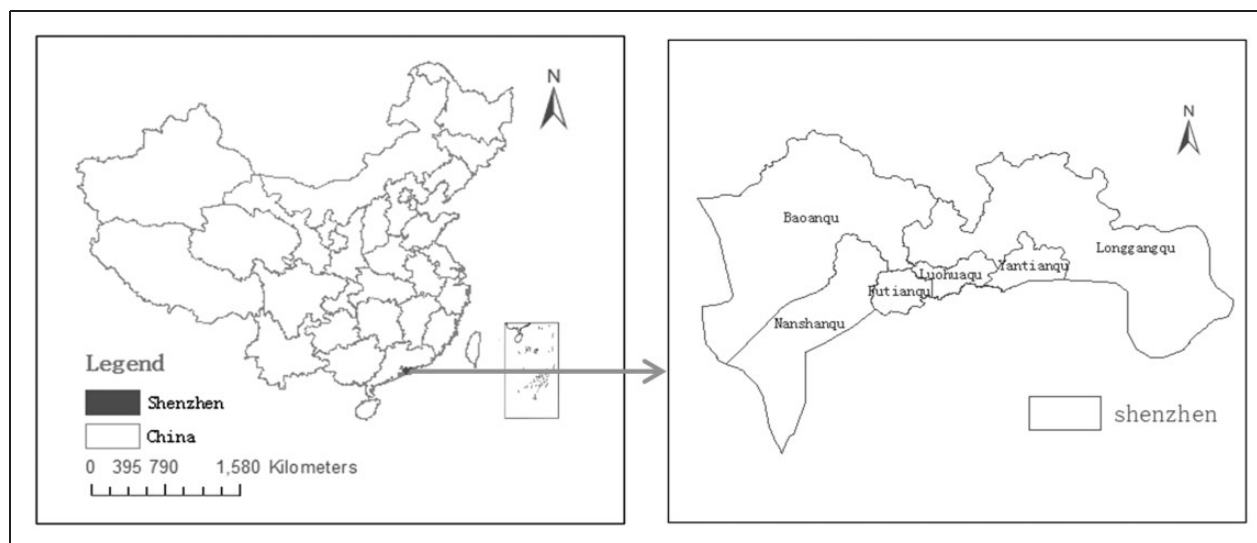 N
Legend
Shenzhen
China
0 395 790 1,580 Kilometers
N
Baoanqu
Longgangqu
Luohuaqu
Yantianqu
Futianqu
Nanshanqu
shenzhen